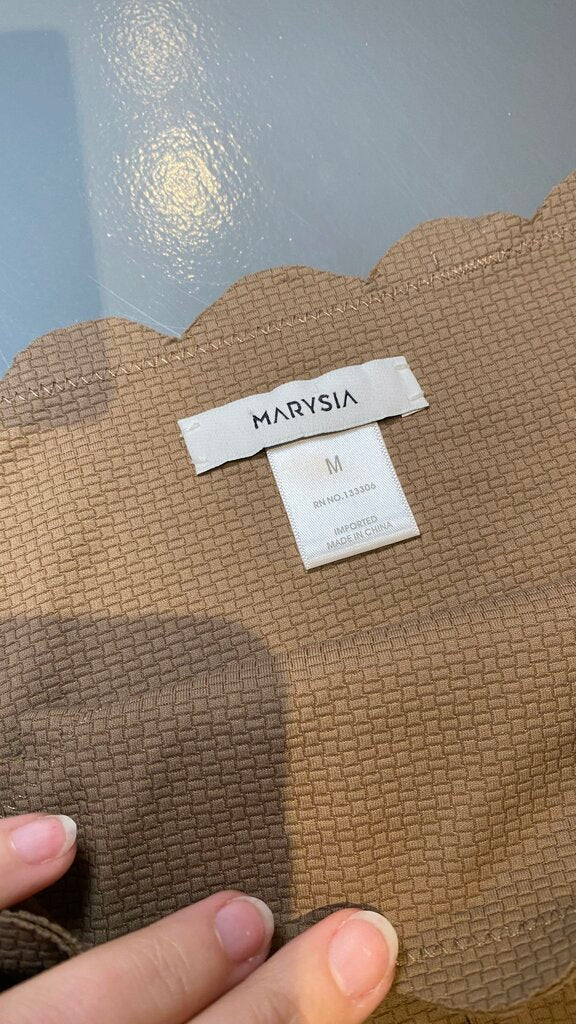 MARYSIA
M
RN NO.133306
IMPORTED
MADE IN CHINA